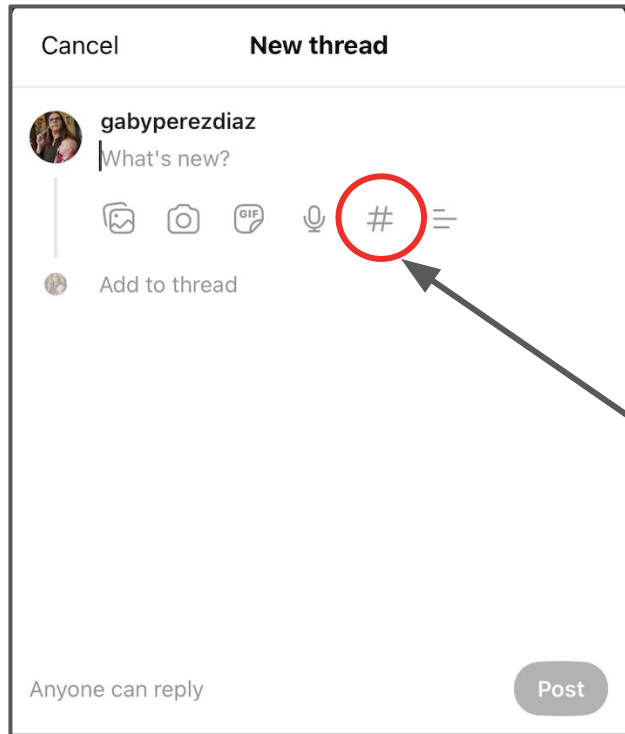 Cancel New thread
gabyperezdiaz
What's new?
GIF #
Add to thread
Anyone can reply Post